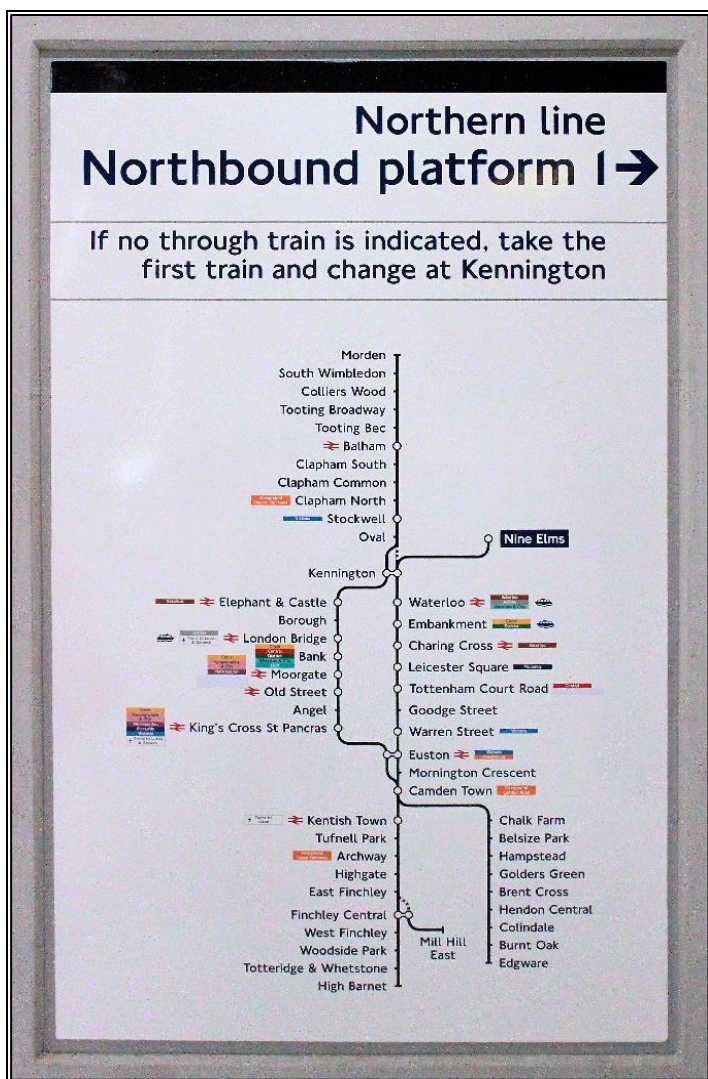 Northern line
Northbound platform 1→
If no through train is indicated, take the
first train and change at Kennington
Morden
South Wimbledon
Colliers Wood
Tooting Broadway
Tooting Bec
Balham
Clapham South
Clapham Common
Clapham North
Stockwell
Oval
Nine Elms
Kennington
Elephant & Castle
Borough
London Bridge
Bank
Moorgate
Old Street
Angel
King's Cross St Pancras
Waterloo
Embankment
Charing Cross
Leicester Square
Tottenham Court Road
Goodge Street
Warren Street
Euston
Mornington Crescent
Camden Town
Kentish Town
Tufnell Park
Archway
Highgate
East Finchley
Finchley Central
West Finchley
Woodside Park
Totteridge & Whetstone
High Barnet
Mill Hill
East
Chalk Farm
Belsize Park
Hampstead
Golders Green
Brent Cross
Hendon Central
Colindale
Burnt Oak
Edgware